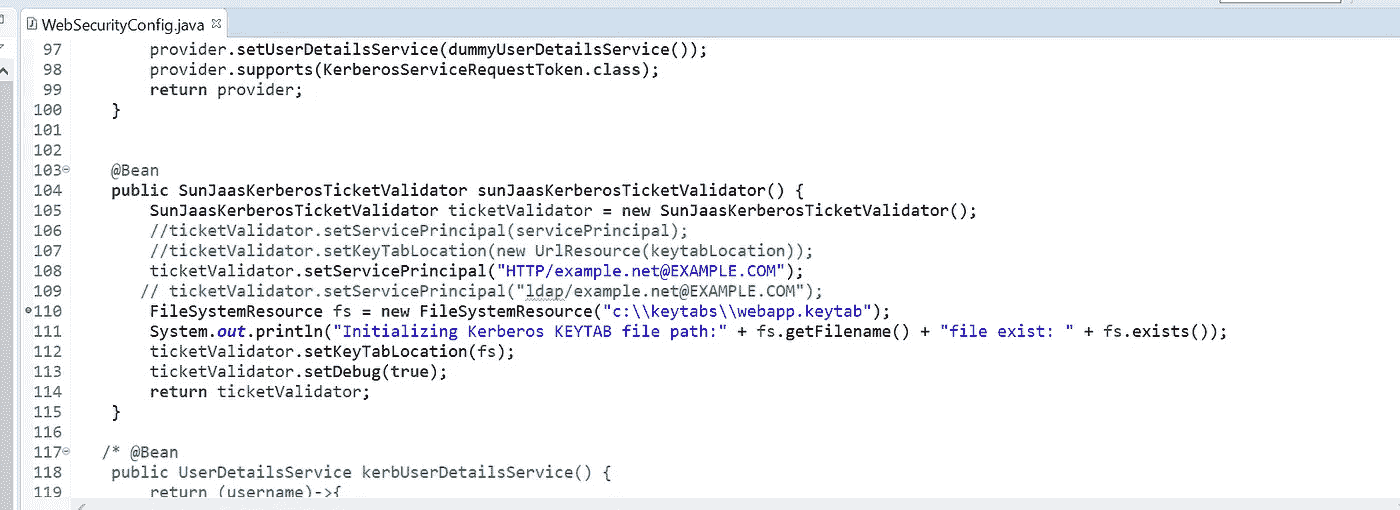 WebSecurityConfig.java
97 provider.setUserDetailsService(dummyUserDetailsService());
98 provider.supports(KerberosServiceRequestToken.class);
99 return provider;
100 }
101
102
103 @Bean
104 public SunJaasKerberosTicketValidator sunJaasKerberosTicketValidator() {
105 SunJaasKerberosTicketValidator ticketValidator = new SunJaasKerberosTicketValidator();
106 //ticketValidator.setServicePrincipal(servicePrincipal);
107 //ticketValidator.setKeyTabLocation(new UrlResource(keytabLocation));
108 ticketValidator.setServicePrincipal("HTTP/example.net@EXAMPLE.COM");
109 // ticketValidator.setServicePrincipal("ldap/example.net@EXAMPLE.COM");
110 FileSystemResource fs = new FileSystemResource("c:\\keytabs\\webapp.keytab");
111 System.out.println("Initializing Kerberos KEYTAB file path:" + fs.getFilename() + "file exist: " + fs.exists());
112 ticketValidator.setKeyTabLocation(fs);
113 ticketValidator.setDebug(true);
114 return ticketValidator;
115 }
116
117 /* @Bean
118 public UserDetailsService kerbUserDetailsService() {
119 return (username)->{